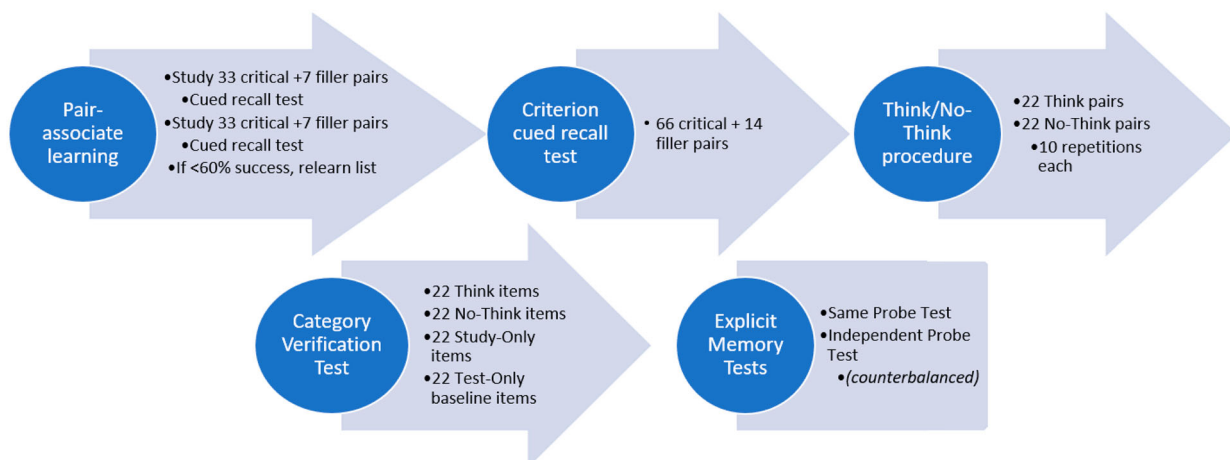 Pair-
associate
learning
•Study 33 critical +7 filler pairs
•Cued recall test
•Study 33 critical +7 filler pairs
•Cued recall test
•If <60% success, relearn list
Criterion
cued recall
test
• 66 critical + 14
filler pairs
Think/No-
Think
procedure
•22 Think pairs
•22 No-Think pairs
•10 repetitions
each
Category
Verification
Test
•22 Think items
•22 No-Think items
•22 Study-Only
items
•22 Test-Only
baseline items
Explicit
Memory
Tests
•Same Probe Test
•Independent Probe
Test
•(counterbalanced)